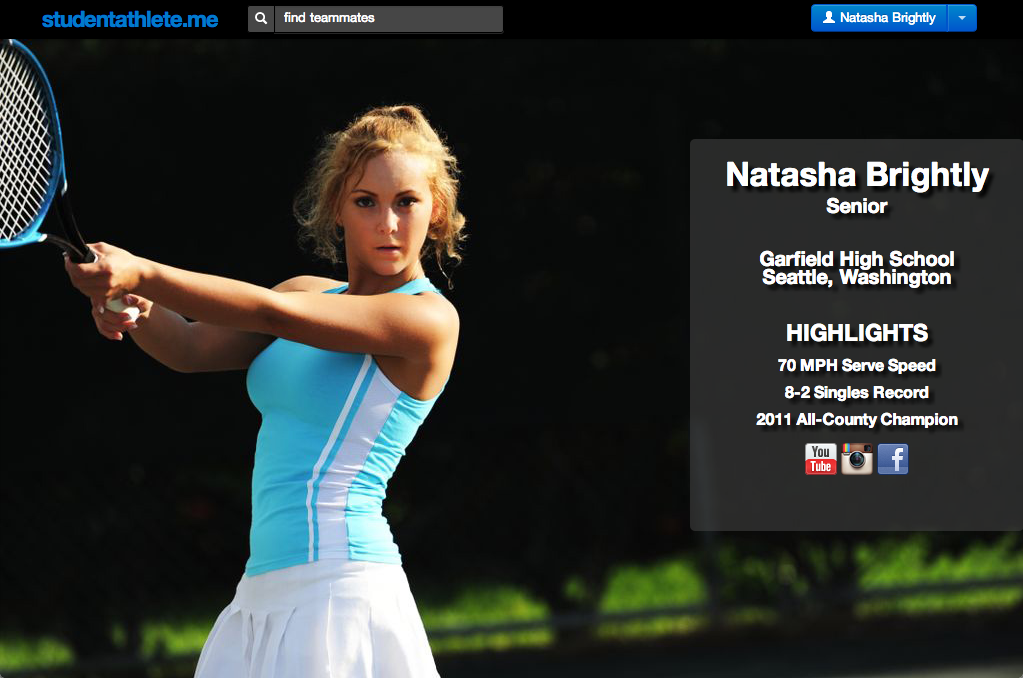 studentathlete.me
find teammates
Natasha Brightly
Natasha Brightly
Senior
Garfield High School
Seattle, Washington
HIGHLIGHTS
70 MPH Serve Speed
8-2 Singles Record
2011 All-County Champion
You
Tube
f